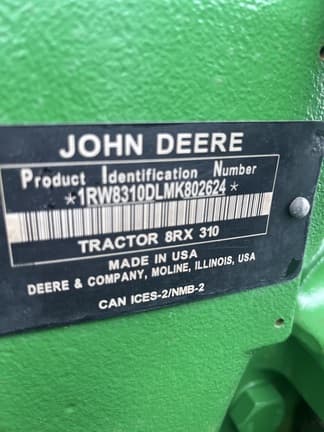 JOHN DEERE
Product Identification Number
*1RW8310DLMK802624*
TRACTOR 8RX 310
MADE IN USA
DEERE & COMPANY, MOLINE, ILLINOIS, USA
CAN ICES-2/NMB-2